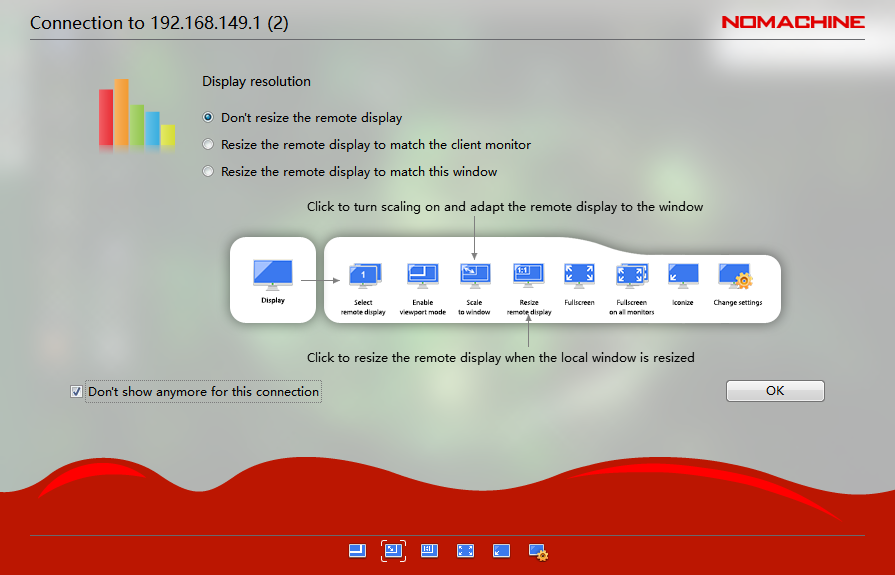 Connection to 192.168.149.1 (2)
NOMACHINE
Display resolution
Don't resize the remote display
Resize the remote display to match the client monitor
Resize the remote display to match this window
Click to turn scaling on and adapt the remote display to the window
1
1:1
Display
Select
remote display
Enable
viewport mode
Scale
to window
Resize
remote display
Fullscreen
Fullscreen
on all monitors
Iconize
Change settings
Click to resize the remote display when the local window is resized
Don't show anymore for this connection
OK
1:1